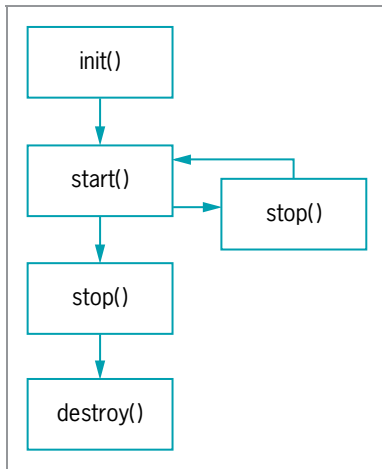 init()
start()
stop()
stop()
destroy()